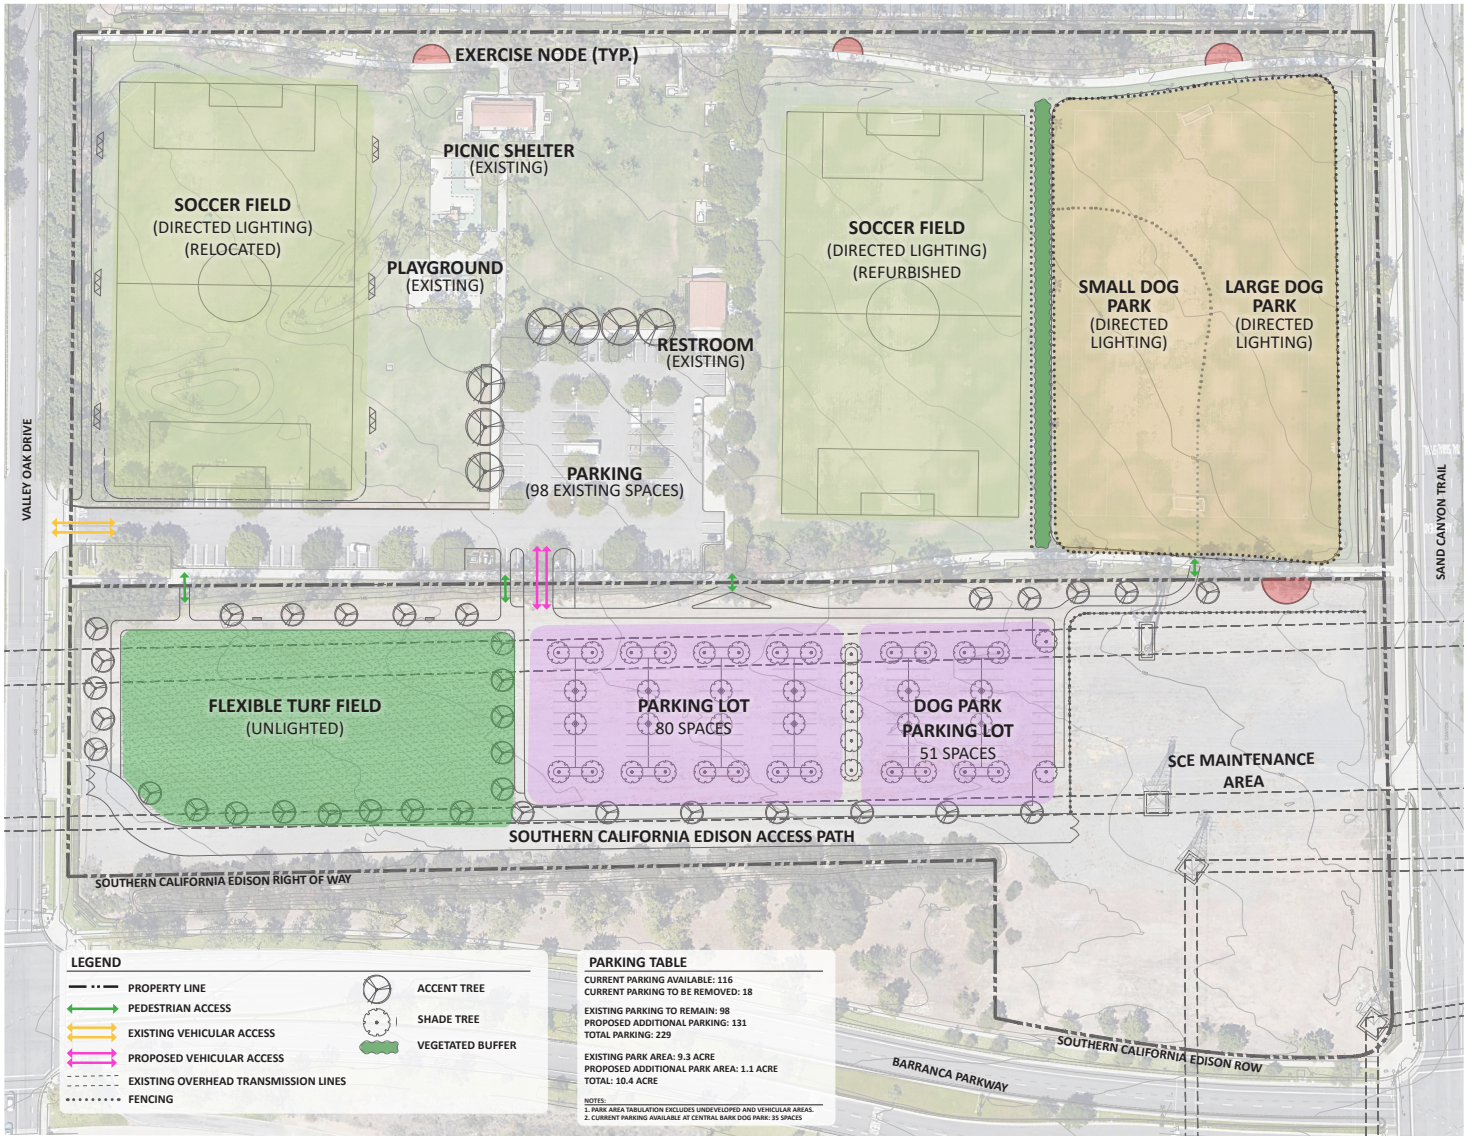 EXERCISE NODE (TYP.)
PICNIC SHELTER
(EXISTING)
SOCCER FIELD
(DIRECTED LIGHTING)
(RELOCATED)
SOCCER FIELD
(DIRECTED LIGHTING)
(REFURBISHED
PLAYGROUND
(EXISTING)
SMALL DOG
PARK
(DIRECTED
LIGHTING)
LARGE DOG
PARK
(DIRECTED
LIGHTING)
RESTROOM
(EXISTING)
PARKING
(98 EXISTING SPACES)
VALLEY OAK DRIVE
SAND CANYON TRAIL
FLEXIBLE TURF FIELD
(UNLIGHTED)
PARKING LOT
80 SPACES
DOG PARK
PARKING LOT
51 SPACES
SCE MAINTENANCE
AREA
SOUTHERN CALIFORNIA EDISON ACCESS PATH
SOUTHERN CALIFORNIA EDISON RIGHT OF WAY
SOUTHERN CALIFORNIA EDISON ROW
BARRANCA PARKWAY
LEGEND
PROPERTY LINE
PEDESTRIAN ACCESS
EXISTING VEHICULAR ACCESS
PROPOSED VEHICULAR ACCESS
EXISTING OVERHEAD TRANSMISSION LINES
FENCING
ACCENT TREE
SHADE TREE
VEGETATED BUFFER
PARKING TABLE
CURRENT PARKING AVAILABLE: 116
CURRENT PARKING TO BE REMOVED: 18
EXISTING PARKING TO REMAIN: 98
PROPOSED ADDITIONAL PARKING: 131
TOTAL PARKING: 229
EXISTING PARK AREA: 9.3 ACRE
PROPOSED ADDITIONAL PARK AREA: 1.1 ACRE
TOTAL: 10.4 ACRE
NOTES:
1. PARK AREA TABULATION EXCLUDES UNDEVELOPED AND VEHICULAR AREAS.
2. CURRENT PARKING AVAILABLE AT CENTRAL BARK DOG PARK: 35 SPACES